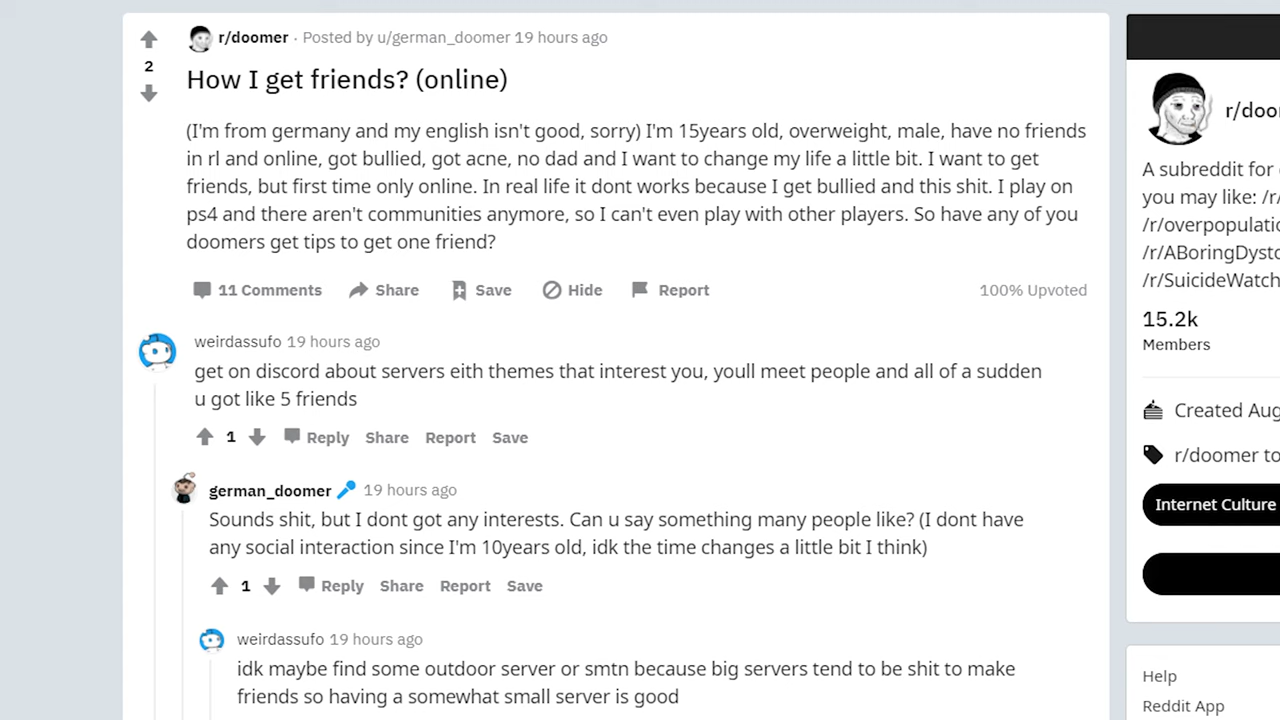 r/doomer · Posted by u/german_doomer 19 hours ago
2
How I get friends? (online)
(I'm from germany and my english isn't good, sorry) I'm 15years old, overweight, male, have no friends
in rl and online, got bullied, got acne, no dad and I want to change my life a little bit. I want to get
friends, but first time only online. In real life it dont works because I get bullied and this shit. I play on
ps4 and there aren't communities anymore, so I can't even play with other players. So have any of you
doomers get tips to get one friend?
11 Comments Share Save Hide Report 100% Upvoted
weirdassufo 19 hours ago
get on discord about servers eith themes that interest you, youll meet people and all of a sudden
u got like 5 friends
1 Reply Share Report Save
german_doomer 19 hours ago
Sounds shit, but I dont got any interests. Can u say something many people like? (I dont have
any social interaction since I'm 10years old, idk the time changes a little bit I think)
1 Reply Share Report Save
weirdassufo 19 hours ago
idk maybe find some outdoor server or smtn because big servers tend to be shit to make
friends so having a somewhat small server is good
r/doo
A subreddit for
you may like: /r/
/r/overpopulatio
/r/ABoringDysto
/r/SuicideWatch
15.2k
Members
Created Aug
r/doomer to
Internet Culture
Help
Reddit App